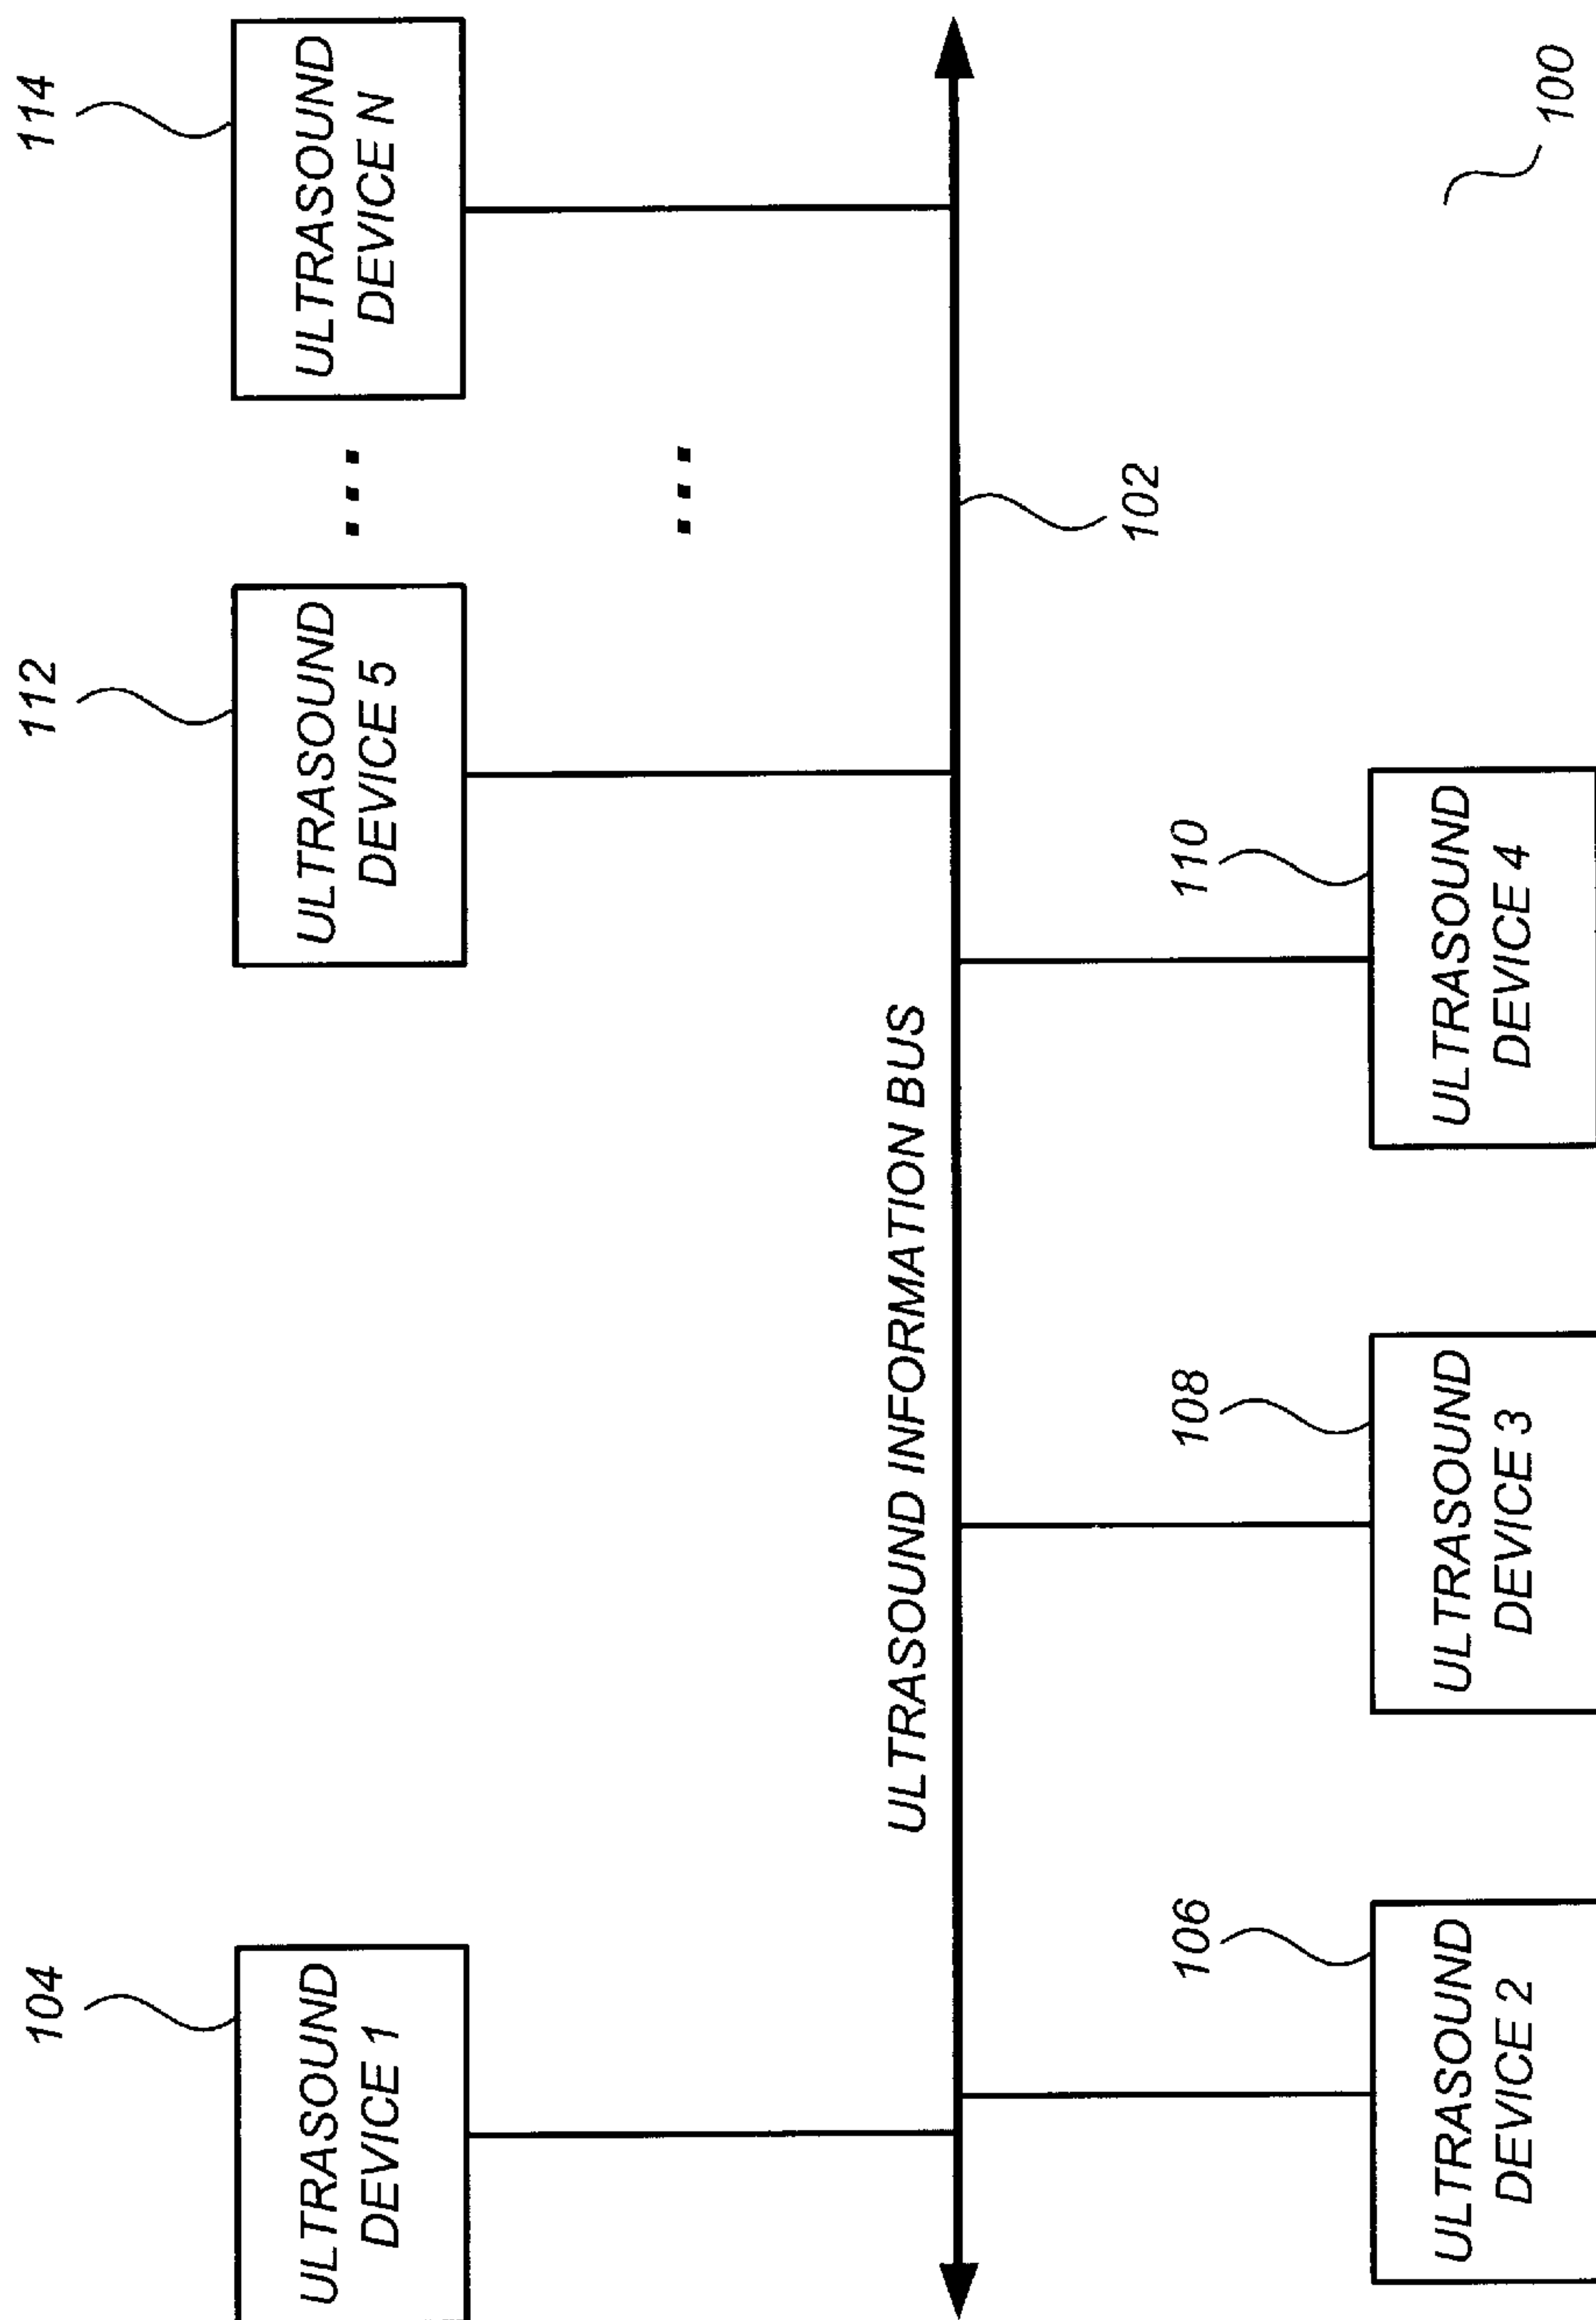 104
ULTRASOUND
DEVICE 1
112
ULTRASOUND
DEVICE 5
...
114
ULTRASOUND
DEVICE N
...
ULTRASOUND INFORMATION BUS
102
106
ULTRASOUND
DEVICE 2
108
ULTRASOUND
DEVICE 3
110
ULTRASOUND
DEVICE 4
100